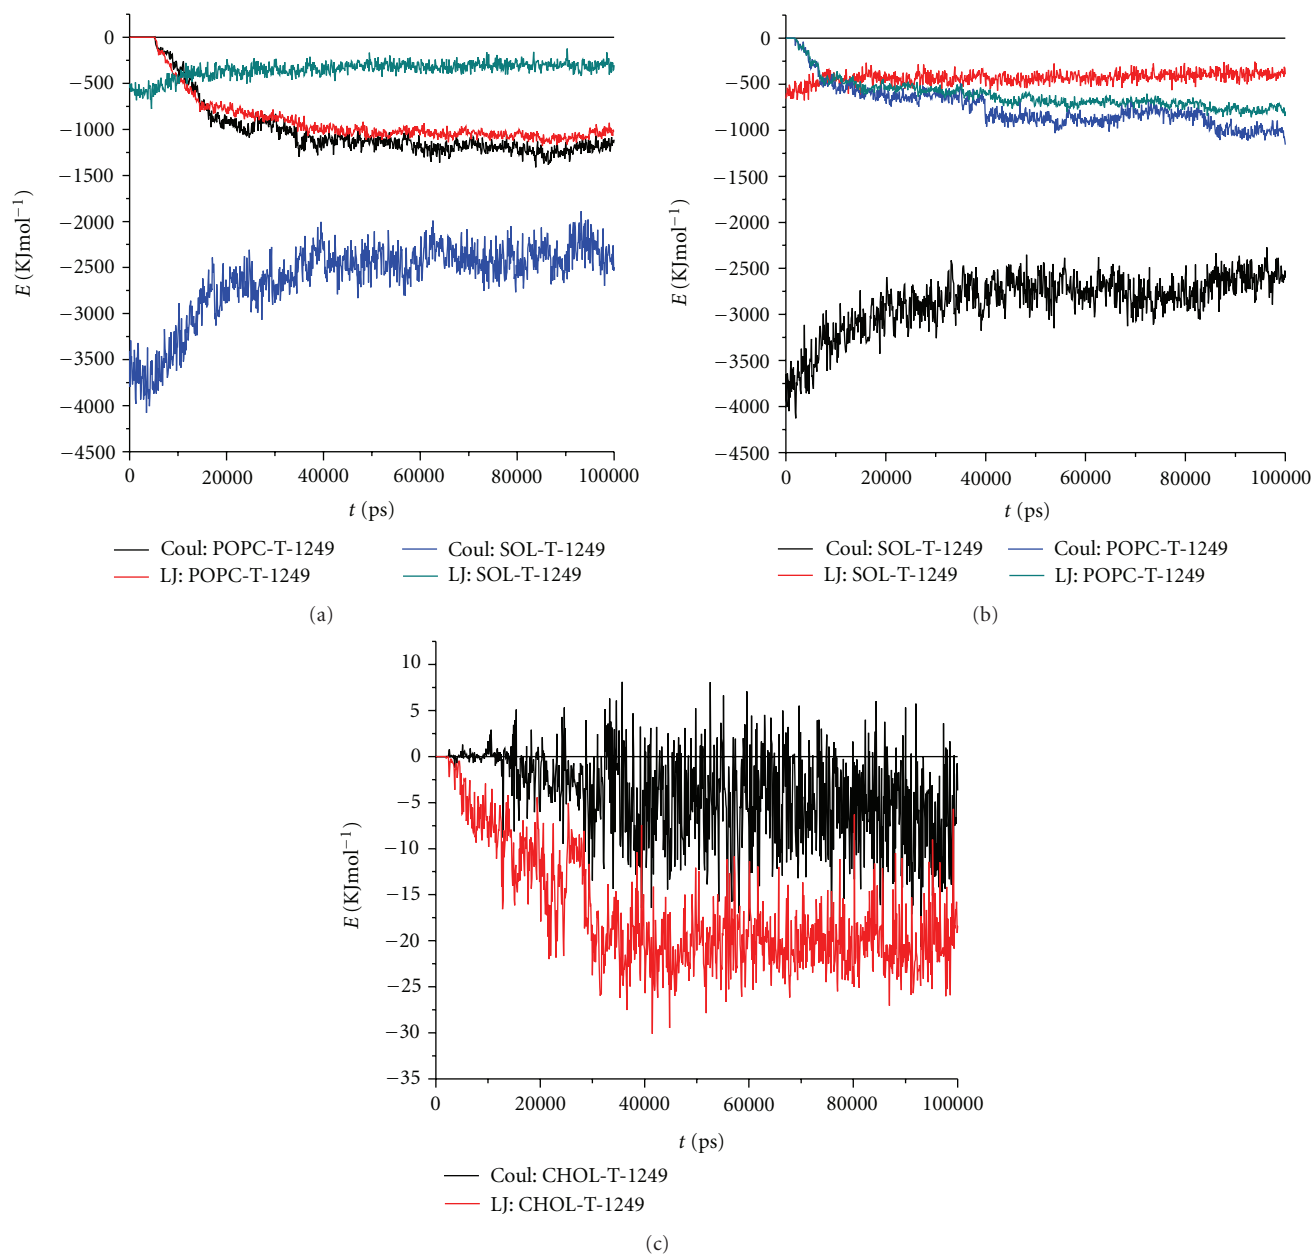 0
−500
−1000
−1500
−2000
−2500
−3000
−3500
−4000
−4500
E (KJmol−1)
0 20000 40000 60000 80000 100000
t (ps)
Coul: POPC-T-1249
LJ: POPC-T-1249
Coul: SOL-T-1249
LJ: SOL-T-1249
(a)
0
−500
−1000
−1500
−2000
−2500
−3000
−3500
−4000
−4500
E (KJmol−1)
0 20000 40000 60000 80000 100000
t (ps)
Coul: SOL-T-1249
LJ: SOL-T-1249
Coul: POPC-T-1249
LJ: POPC-T-1249
(b)
10
5
0
−5
−10
−15
−20
−25
−30
−35
E (KJmol−1)
0 20000 40000 60000 80000 100000
t (ps)
Coul: CHOL-T-1249
LJ: CHOL-T-1249
(c)